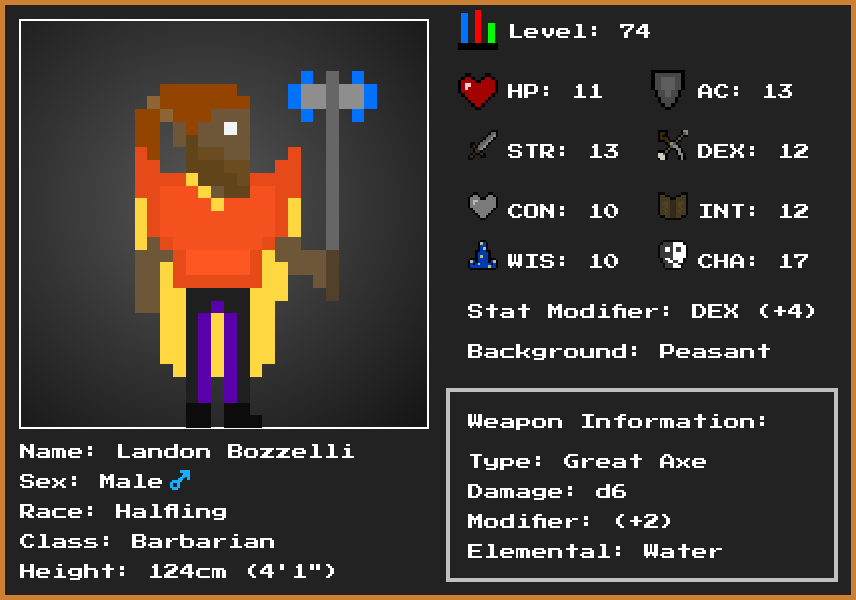 Level: 74
HP: 11 AC: 13
STR: 13 DEX: 12
CON: 10 INT: 12
WIS: 10 CHA: 17
Stat Modifier: DEX (+4)
Background: Peasant
Weapon Information:
Type: Great Axe
Damage: d6
Modifier: (+2)
Elemental: Water
Name: Landon Bozzelli
Sex: Male♂
Race: Halfling
Class: Barbarian
Height: 124cm (4'1")